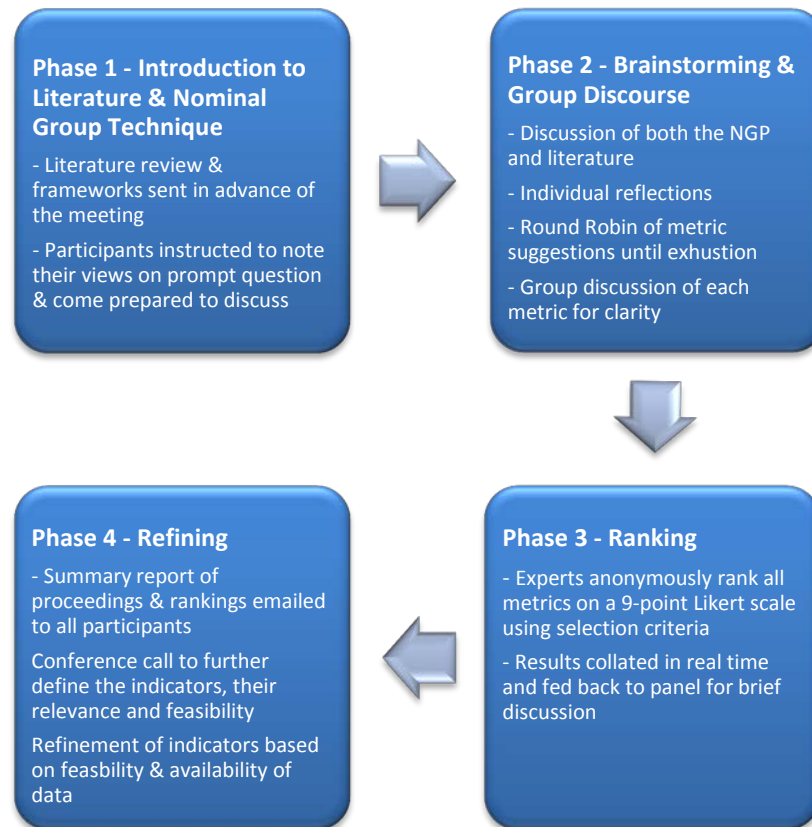 Phase 1 - Introduction to
Literature & Nominal
Group Technique
- Literature review &
frameworks sent in advance of
the meeting
- Participants instructed to note
their views on prompt question
& come prepared to discuss
Phase 2 - Brainstorming &
Group Discourse
- Discussion of both the NGP
and literature
- Individual reflections
- Round Robin of metric
suggestions until exhustion
- Group discussion of each
metric for clarity
Phase 3 - Ranking
- Experts anonymously rank all
metrics on a 9-point Likert scale
using selection criteria
- Results collated in real time
and fed back to panel for brief
discussion
Phase 4 - Refining
- Summary report of
proceedings & rankings emailed
to all participants
Conference call to further
define the indicators, their
relevance and feasibility
Refinement of indicators based
on feasbility & availability of
data